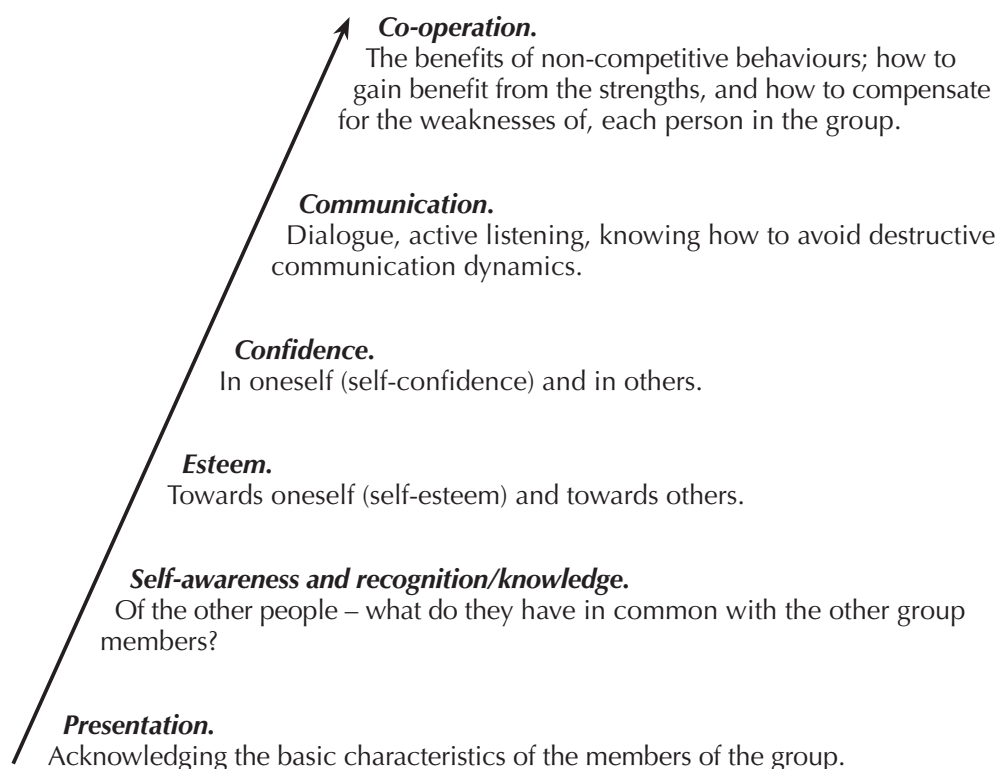 Co-operation.
The benefits of non-competitive behaviours; how to
gain benefit from the strengths, and how to compensate
for the weaknesses of, each person in the group.
Communication.
Dialogue, active listening, knowing how to avoid destructive
communication dynamics.
Confidence.
In oneself (self-confidence) and in others.
Esteem.
Towards oneself (self-esteem) and towards others.
Self-awareness and recognition/knowledge.
Of the other people – what do they have in common with the other group
members?
Presentation.
Acknowledging the basic characteristics of the members of the group.